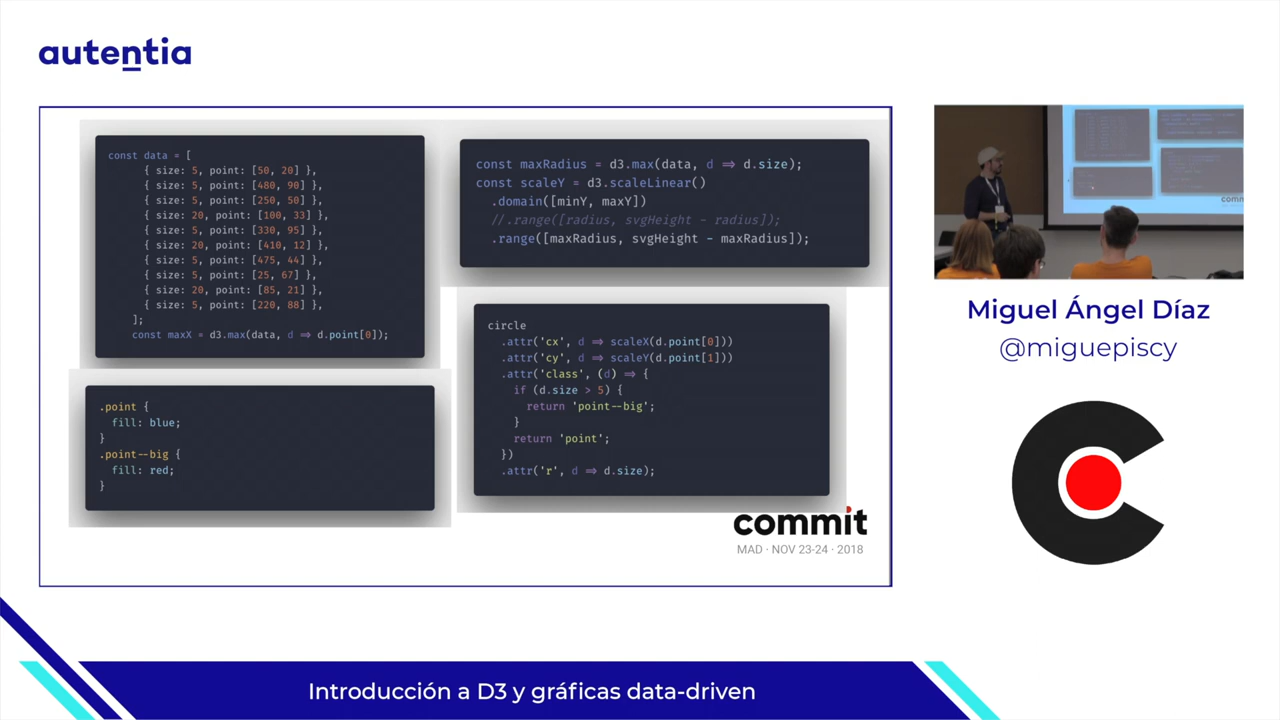 autentia
const data = [
{ size: 5, point: [50, 20] },
{ size: 5, point: [480, 90] },
{ size: 5, point: [250, 50] },
{ size: 20, point: [100, 33] },
{ size: 5, point: [330, 95] },
{ size: 20, point: [410, 12] },
{ size: 5, point: [475, 44] },
{ size: 5, point: [25, 67] },
{ size: 20, point: [85, 21] },
{ size: 5, point: [220, 88] },
];
const maxX = d3.max(data, d => d.point[0]);
const maxRadius = d3.max(data, d => d.size);
const scaleY = d3.scaleLinear()
.domain([minY, maxY])
//.range([radius, svgHeight - radius]);
.range([maxRadius, svgHeight - maxRadius]);
.point {
fill: blue;
}
.point--big {
fill: red;
}
circle
.attr('cx', d => scaleX(d.point[0]))
.attr('cy', d => scaleY(d.point[1]))
.attr('class', (d) => {
if (d.size > 5) {
return 'point--big';
}
return 'point';
})
.attr('r', d => d.size);
commit
MAD · NOV 23-24 · 2018
Miguel Ángel Díaz
@miguepiscy
Introducción a D3 y gráficas data-driven